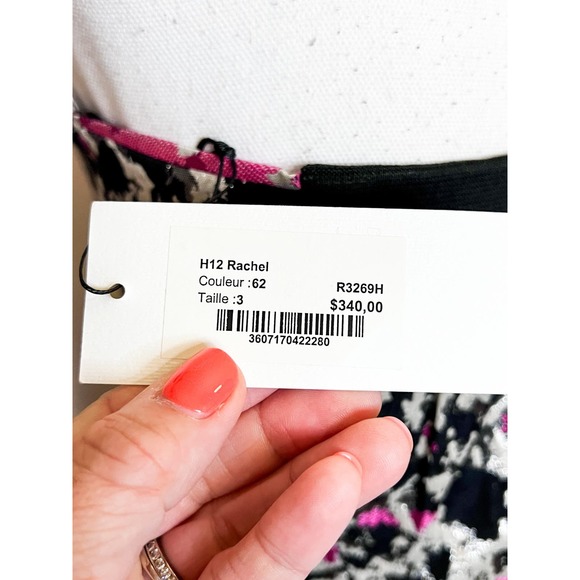 H12 Rachel
Couleur :62 R3269H
Taille :3 $340,00
3607170422280